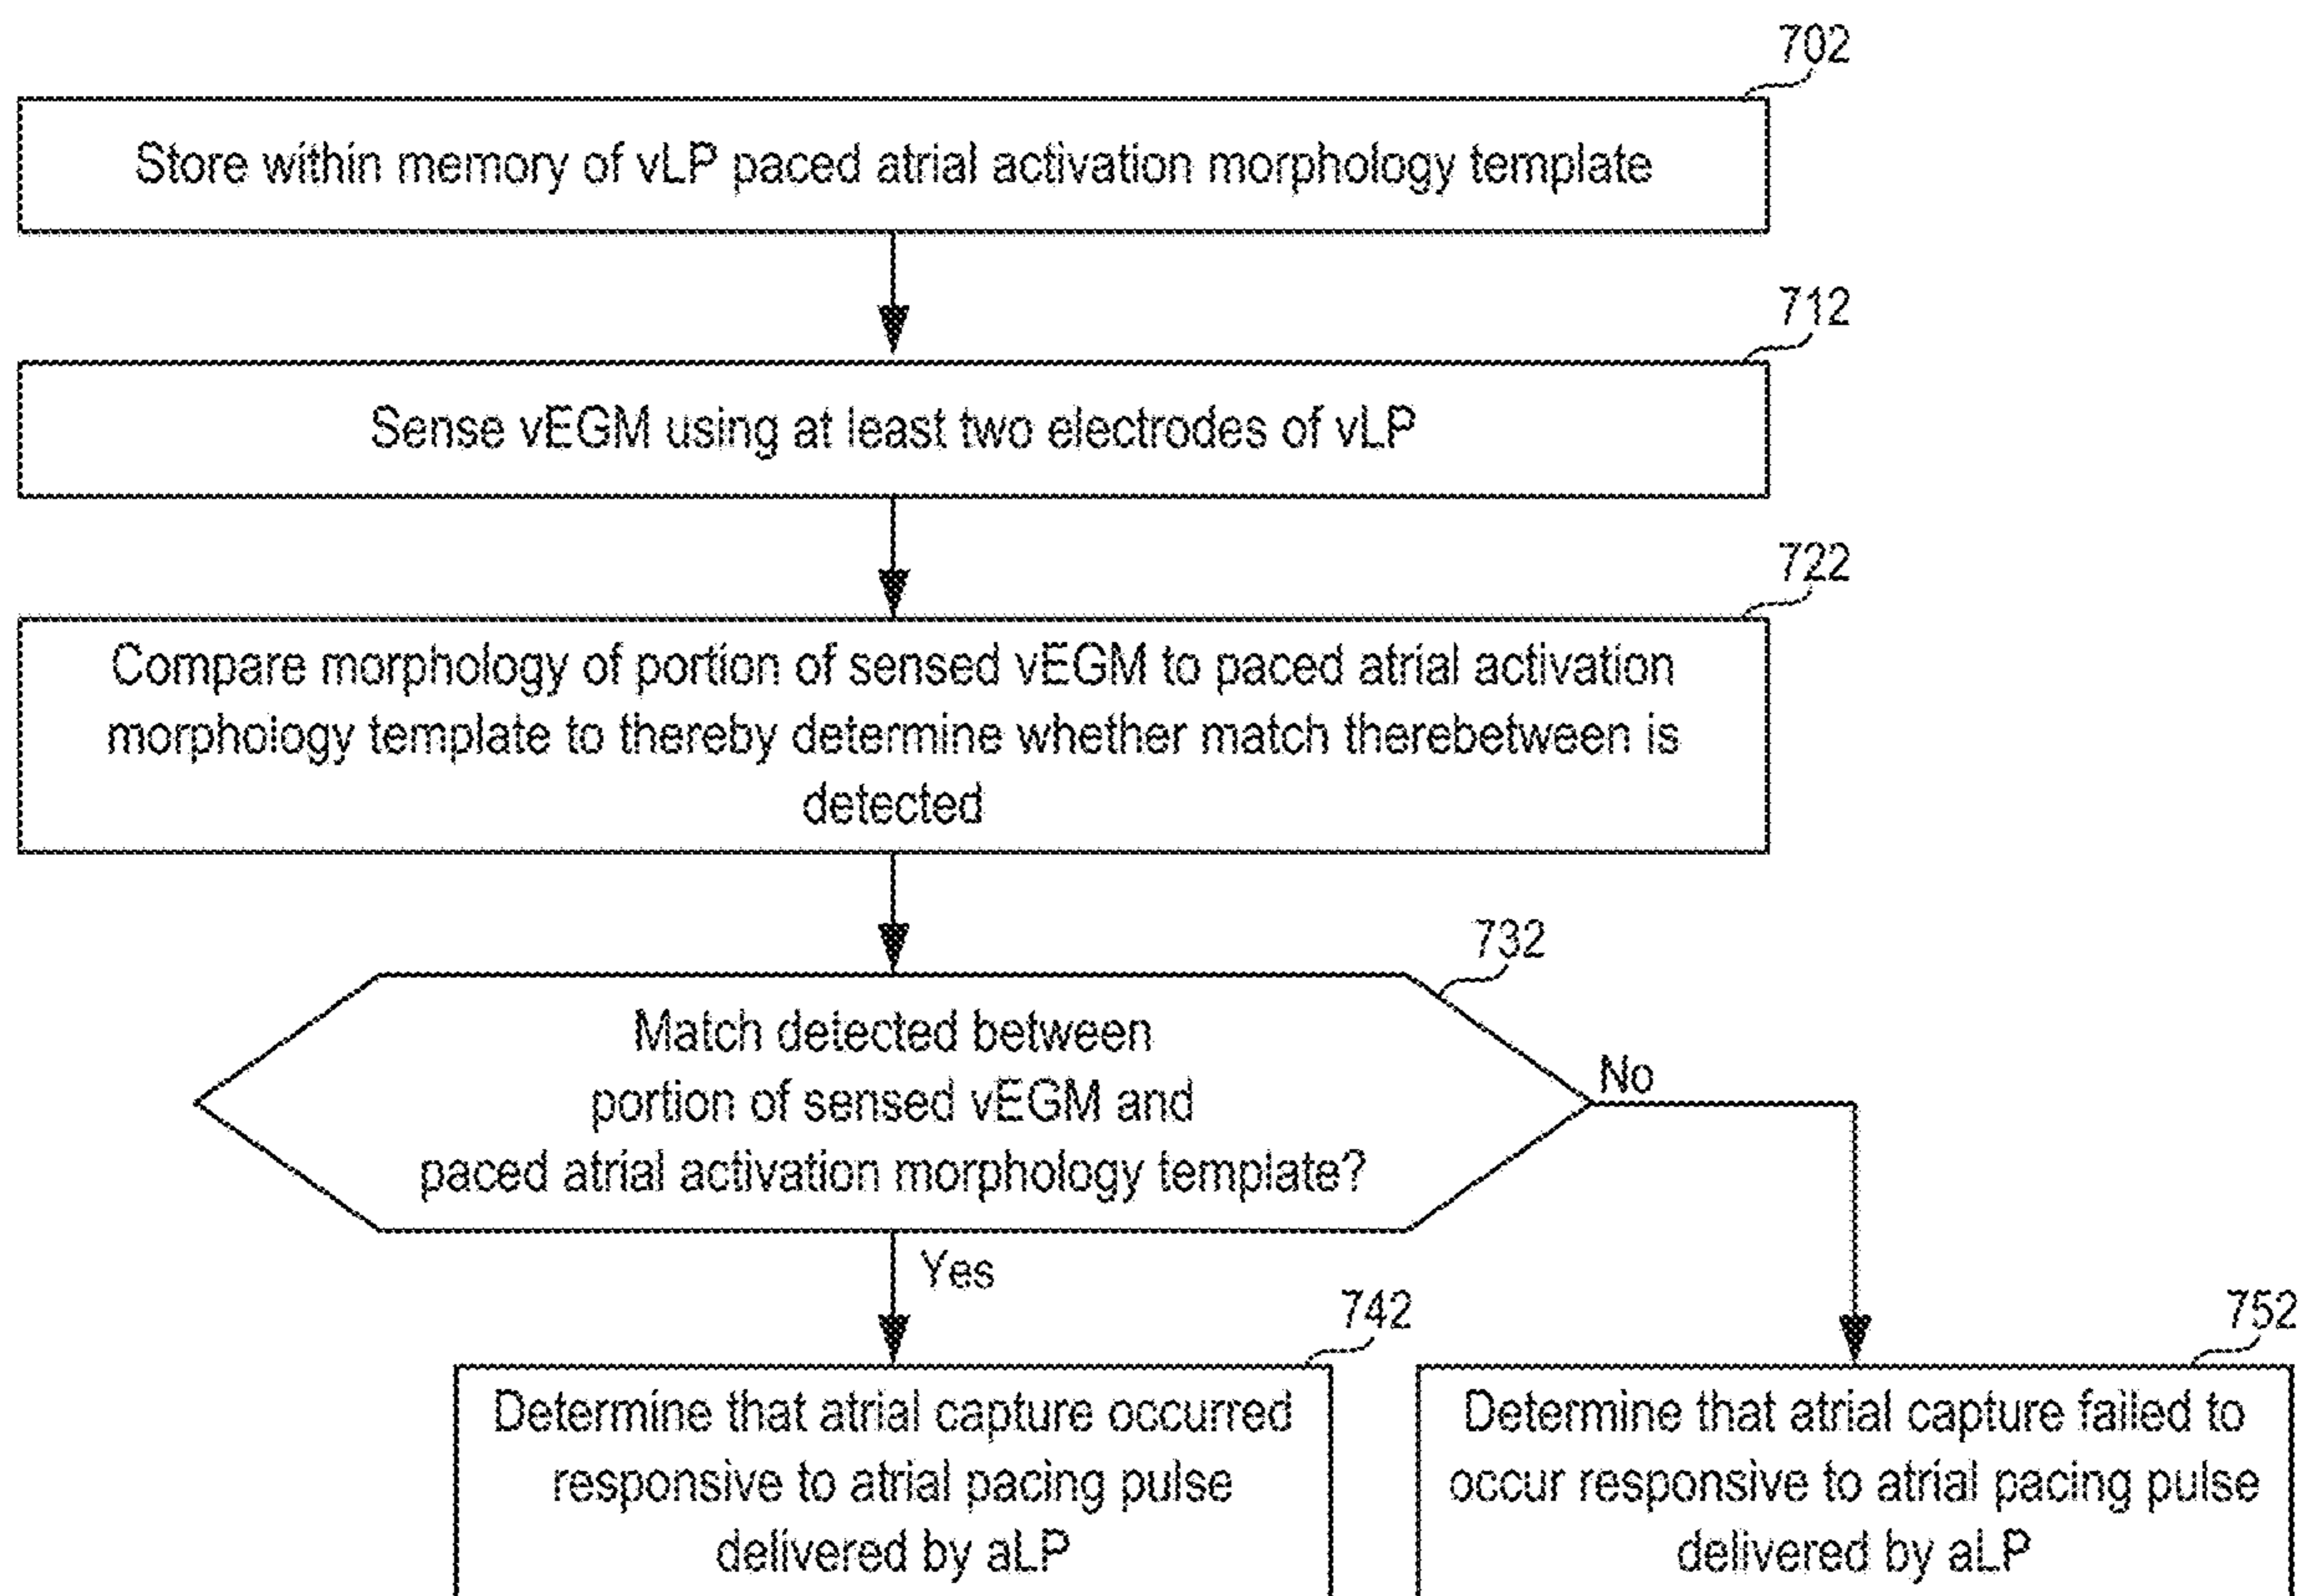 702
Store within memory of vLP paced atrial activation morphology template
712
Sense vEGM using at least two electrodes of vLP
722
Compare morphology of portion of sensed vEGM to paced atrial activation
morphology template to thereby determine whether match therebetween is
detected
732
Match detected between
portion of sensed vEGM and
paced atrial activation morphology template?
No
Yes
742
Determine that atrial capture occurred
responsive to atrial pacing pulse
delivered by aLP
752
Determine that atrial capture failed to
occur responsive to atrial pacing pulse
delivered by aLP